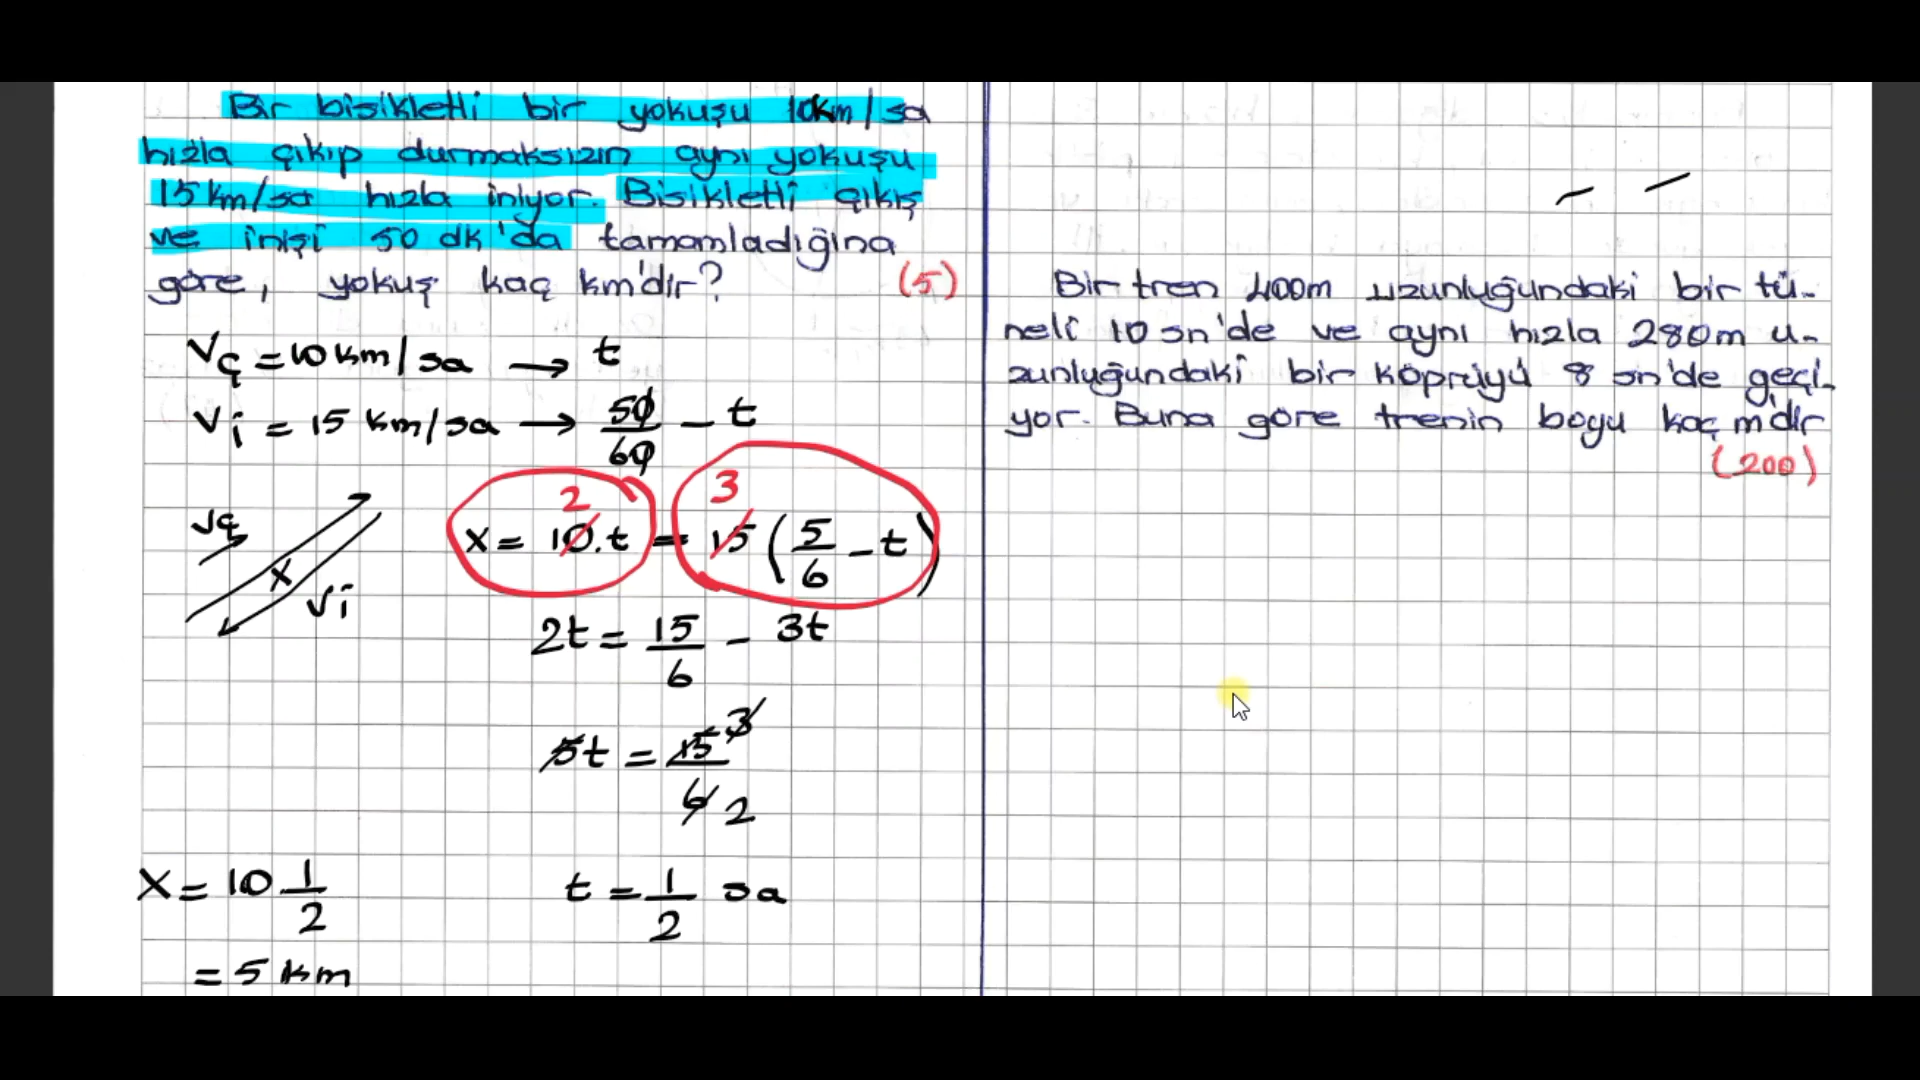 Bir bisikletli bir yokuşu 10km/sa
hızla çıkıp durmaksızın aynı yokuşu
15km/sa hızla iniyor. Bisikletli çıkış
ve inişi 50 dk'da tamamladığına
göre, yokuş kaç km'dir? (5)
Vç = 10 km/sa → t
Vi = 15 km/sa → 50/60 - t
Vç
X
Vi
2 3
x = 10.t = 15 (5/6 - t)
2t = 15/6 - 3t
5t = 15/6 3 2
t = 1/2 sa
X = 10 1/2
= 5 km
Bir tren 400m uzunluğundaki bir tü-
neli 10 sn'de ve aynı hızla 280m u-
zunluğundaki bir köprüyü 8 sn'de geçi-
yor. Buna göre trenin boyu kaç m'dir
(200)